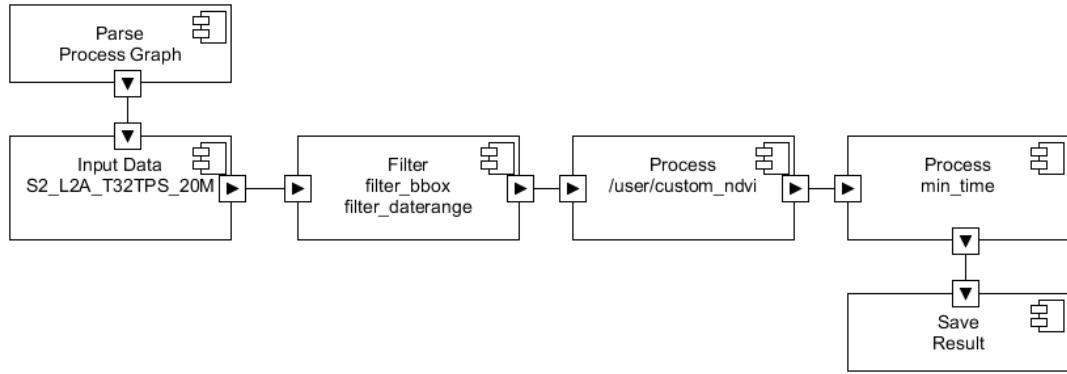 Parse
Process Graph
Input Data
S2_L2A_T32TPS_20M
Filter
filter_bbox
filter_daterange
Process
/user/custom_ndvi
Process
min_time
Save
Result